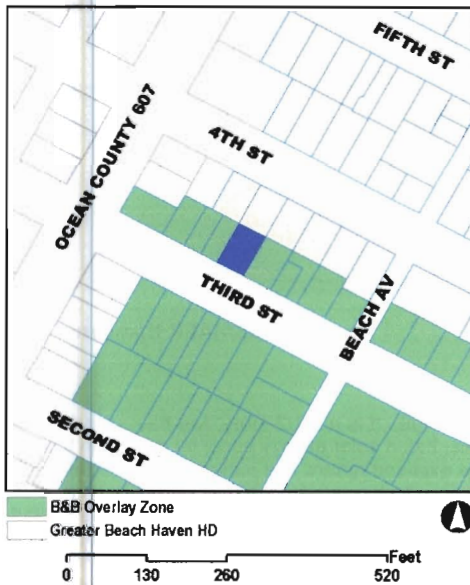 FIFTH ST
4TH ST
OCEAN COUNTY 607
THIRD ST
BEACH AV
SECOND ST
B&B Overlay Zone
Greater Beach Haven HD
Feet
0 130 260 520